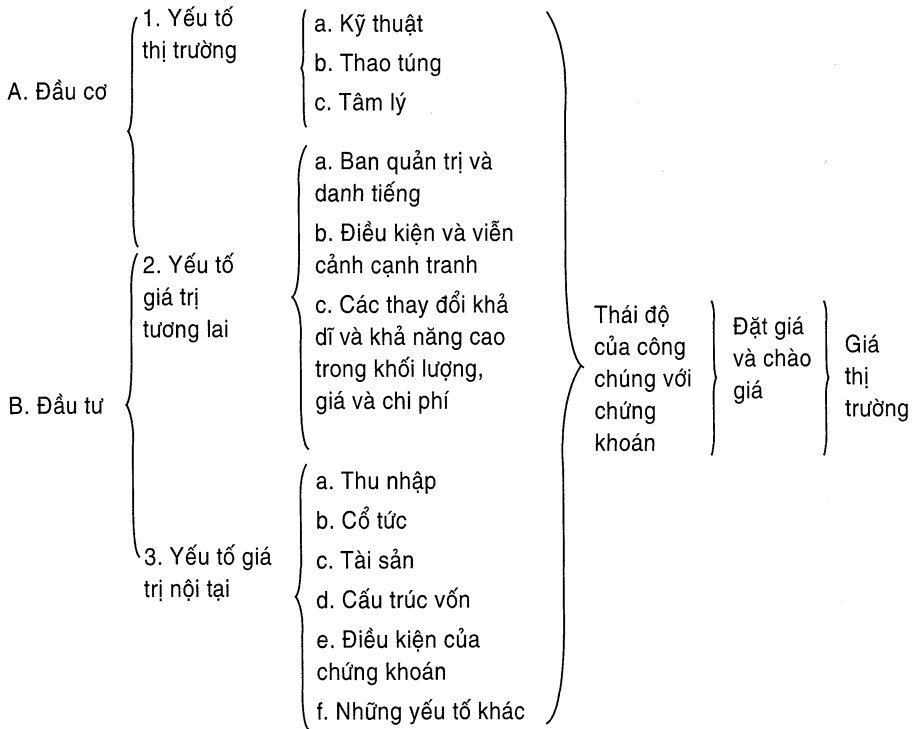 A. Đầu cơ
1. Yếu tố
thị trường
a. Kỹ thuật
b. Thao túng
c. Tâm lý
2. Yếu tố
giá trị
tương lai
a. Ban quản trị và
danh tiếng
b. Điều kiện và viễn
cảnh cạnh tranh
c. Các thay đổi khả
dĩ và khả năng cao
trong khối lượng,
giá và chi phí
B. Đầu tư
3. Yếu tố giá
trị nội tại
a. Thu nhập
b. Cổ tức
c. Tài sản
d. Cấu trúc vốn
e. Điều kiện của
chứng khoán
f. Những yếu tố khác
Thái độ
của công
chúng với
chứng
khoán
Đặt giá
và chào
giá
Giá
thị
trường